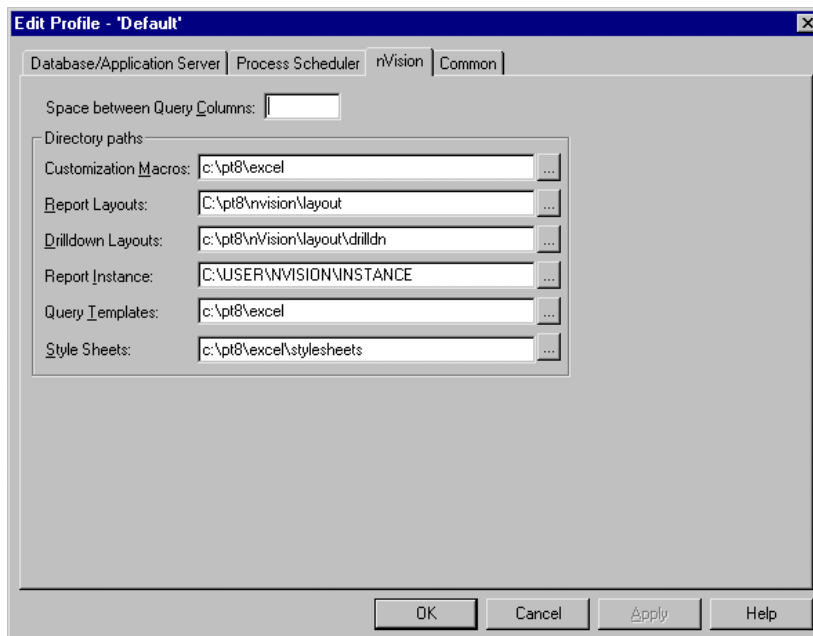 Edit Profile - 'Default'
Database/Application Server Process Scheduler nVision Common
Space between Query Columns:
Directory paths
Customization Macros: c:\pt8\excel ...
Report Layouts: C:\pt8\nvision\layout ...
Drilldown Layouts: c:\pt8\nVision\layout\drilldn ...
Report Instance: C:\USER\NVISION\INSTANCE ...
Query Templates: c:\pt8\excel ...
Style Sheets: c:\pt8\excel\stylesheets ...
OK Cancel Apply Help